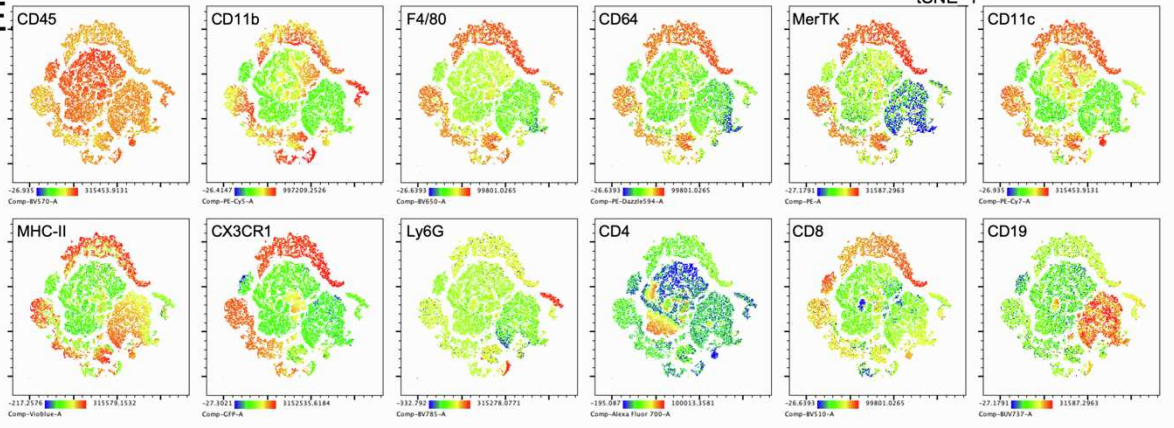 E
CD45
CD11b
F4/80
CD64
MerTK
CD11c
-26.935 315453.9131
Comp-BV570-A
-26.4147 997209.2526
Comp-PE-Cy5-A
-26.6393 99801.0265
Comp-BV650-A
-26.6393 99801.0265
Comp-PE-Dazzle594-A
-27.1791 31587.2963
Comp-PE-A
-26.935 315453.9131
Comp-PE-Cy7-A
MHC-II
CX3CR1
Ly6G
CD4
CD8
CD19
-217.2576 315579.1532
Comp-Vioblue-A
-27.3021 3152535.6184
Comp-GFP-A
-332.792 315278.0771
Comp-BV785-A
-195.087 100013.3581
Comp-Alexa Fluor 700-A
-26.6393 99801.0265
Comp-BV510-A
-27.1791 31587.2963
Comp-BUV737-A